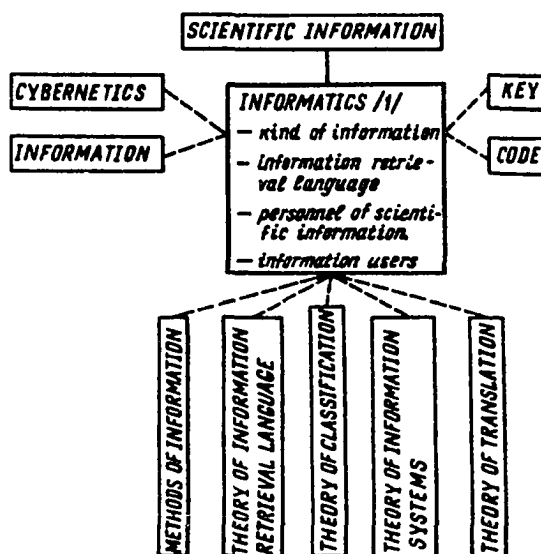 SCIENTIFIC INFORMATION
CYBERNETICS
INFORMATION
INFORMATICS /1/
- kind of information
- information retrie-
val language
- personnel of scienti-
fic information.
- information users
KEY
CODE
METHODS OF INFORMATION
THEORY OF INFORMATION
RETRIEVAL LANGUAGE
THEORY OF CLASSIFICATION
THEORY OF INFORMATION
SYSTEMS
THEORY OF TRANSLATION